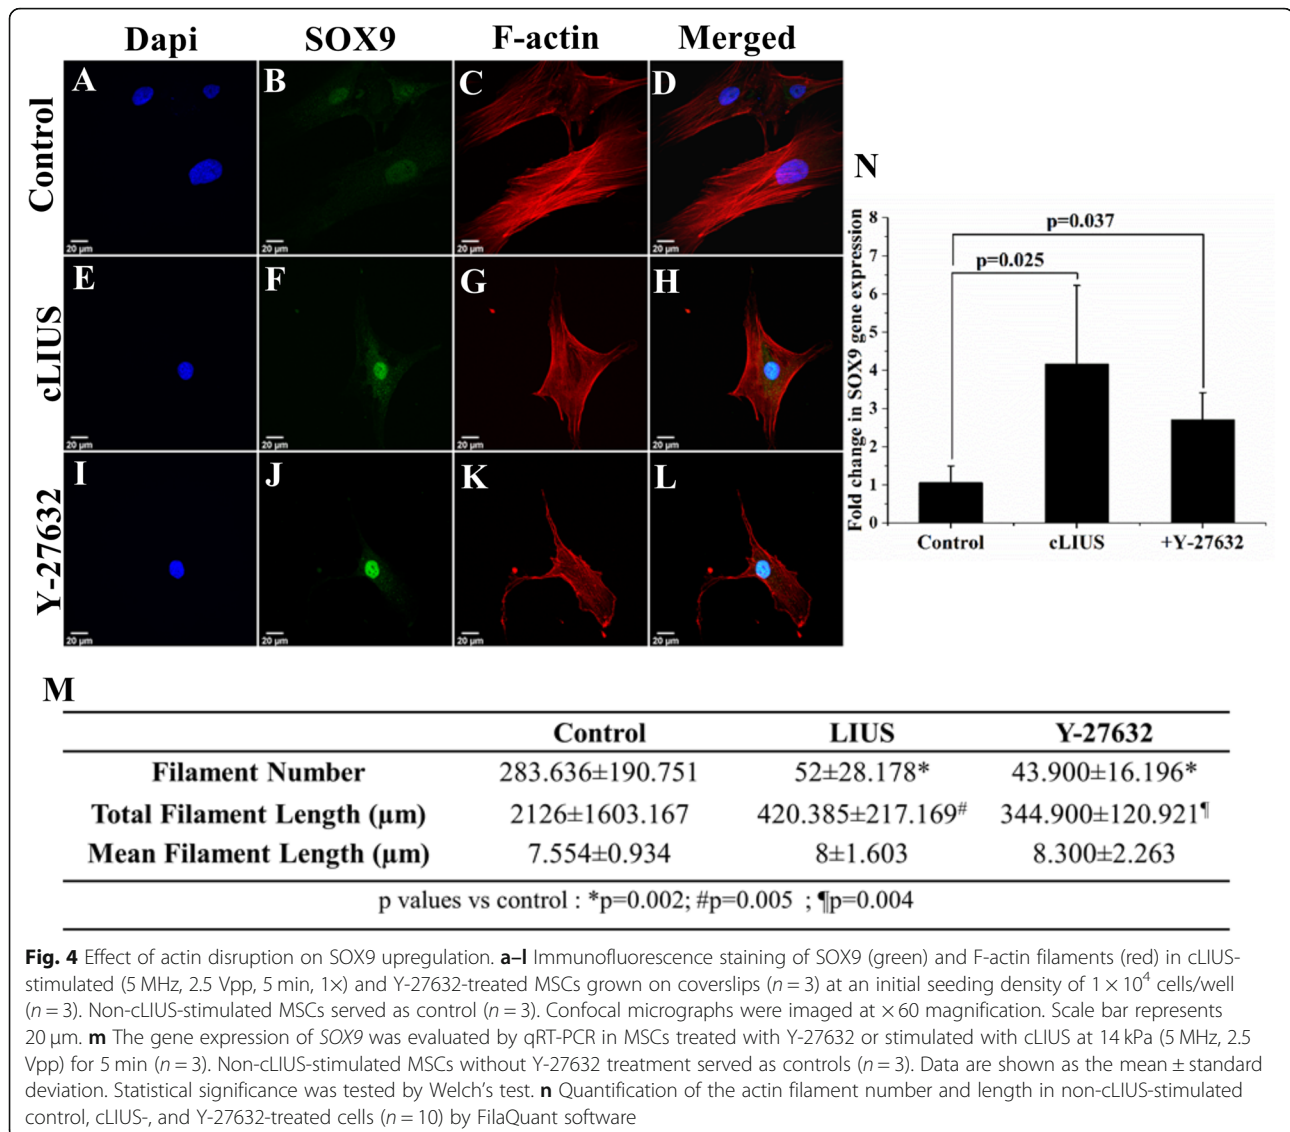 Dapi SOX9 F-actin Merged
Control
A B C D
20 µm 20 µm 20 µm 20 µm
cLIUS
E F G H
20 µm 20 µm 20 µm 20 µm
Y-27632
I J K L
20 µm 20 µm 20 µm 20 µm
N
Fold change in SOX9 gene expression
8
7
6
5
4
3
2
1
0
p=0.037
p=0.025
Control cLIUS +Y-27632
M
Control LIUS Y-27632
Filament Number 283.636±190.751 52±28.178* 43.900±16.196*
Total Filament Length (µm) 2126±1603.167 420.385±217.169# 344.900±120.921¶
Mean Filament Length (µm) 7.554±0.934 8±1.603 8.300±2.263
p values vs control : *p=0.002; #p=0.005 ; ¶p=0.004
Fig. 4 Effect of actin disruption on SOX9 upregulation. a–l Immunofluorescence staining of SOX9 (green) and F-actin filaments (red) in cLIUS-
stimulated (5 MHz, 2.5 Vpp, 5 min, 1×) and Y-27632-treated MSCs grown on coverslips (n = 3) at an initial seeding density of 1 × 10⁴ cells/well
(n = 3). Non-cLIUS-stimulated MSCs served as control (n = 3). Confocal micrographs were imaged at × 60 magnification. Scale bar represents
20 µm. m The gene expression of SOX9 was evaluated by qRT-PCR in MSCs treated with Y-27632 or stimulated with cLIUS at 14 kPa (5 MHz, 2.5
Vpp) for 5 min (n = 3). Non-cLIUS-stimulated MSCs without Y-27632 treatment served as controls (n = 3). Data are shown as the mean ± standard
deviation. Statistical significance was tested by Welch's test. n Quantification of the actin filament number and length in non-cLIUS-stimulated
control, cLIUS-, and Y-27632-treated cells (n = 10) by FilaQuant software